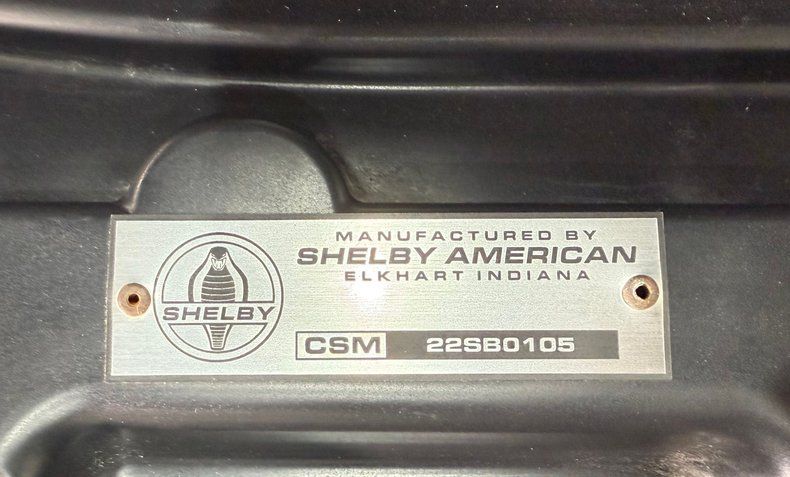 MANUFACTURED BY
SHELBY AMERICAN
ELKHART INDIANA
SHELBY
CSM 22SB0105